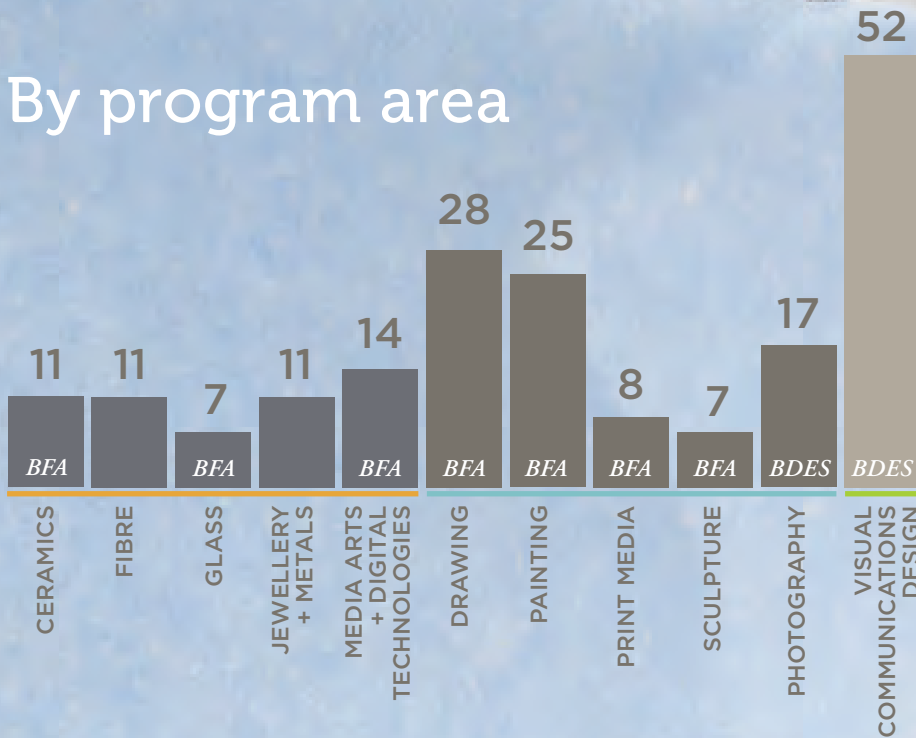 52
By program area
28
25
17
14
11
11
11
7
8
7
BFA
BFA
BFA
BFA
BFA
BFA
BFA
BDES
BDES
CERAMICS
FIBRE
GLASS
JEWELLERY
+ METALS
MEDIA ARTS
+ DIGITAL
TECHNOLOGIES
DRAWING
PAINTING
PRINT MEDIA
SCULPTURE
PHOTOGRAPHY
VISUAL
COMMUNICATIONS
DESIGN